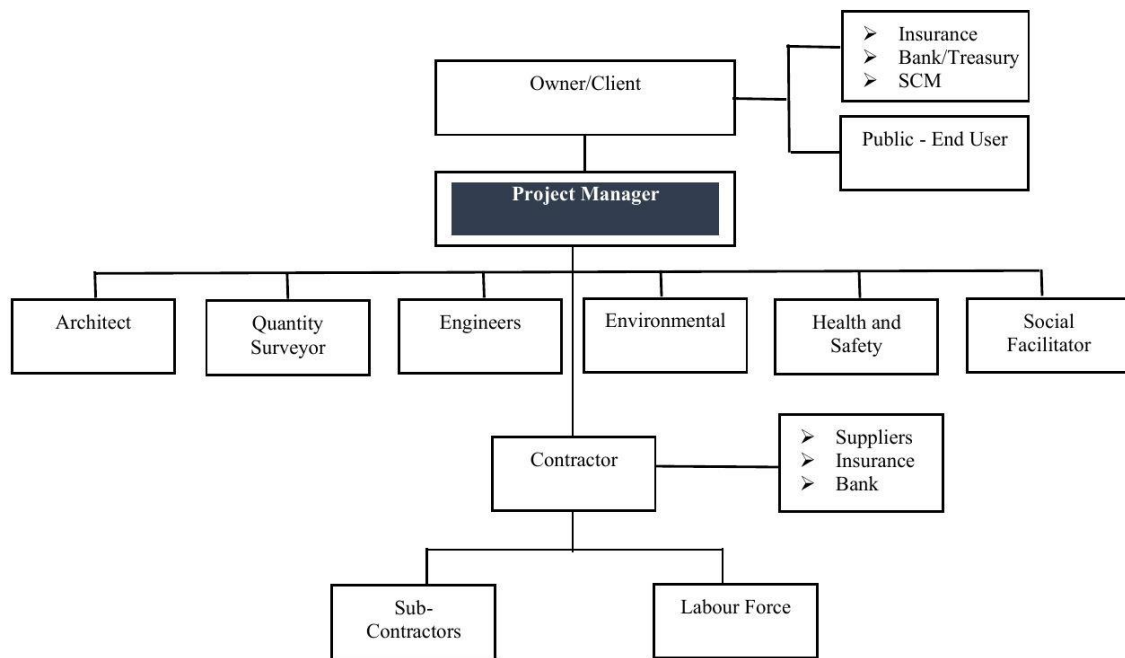 Owner/Client
➢ Insurance
➢ Bank/Treasury
➢ SCM
Public - End User
Project Manager
Architect
Quantity
Surveyor
Engineers
Environmental
Health and
Safety
Social
Facilitator
Contractor
➢ Suppliers
➢ Insurance
➢ Bank
Sub-
Contractors
Labour Force